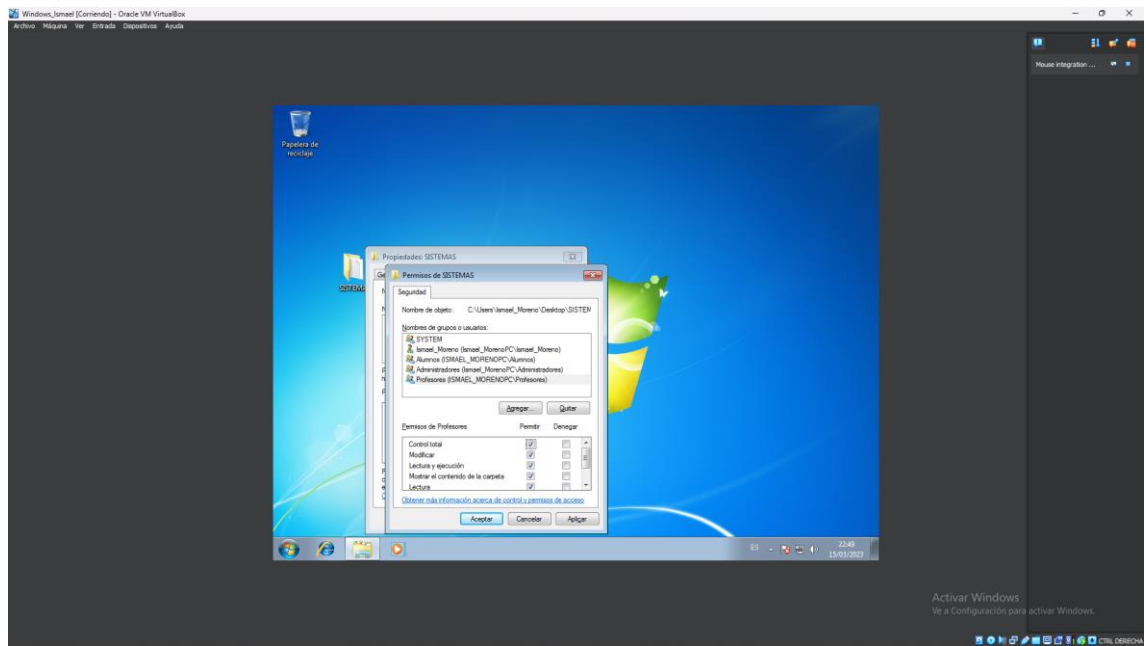 Windows_Ismael [Corriendo] - Oracle VM VirtualBox
Archivo Máquina Ver Entrada Dispositivos Ayuda
Mouse integration ...
Papelera de
reciclaje
SISTEMA
Propiedades: SISTEMAS
Ge
Permisos de SISTEMAS
Seguridad
Nombre de objeto: C:\Users\Ismael_Moreno\Desktop\SISTEM
Nombres de grupos o usuarios:
SYSTEM
Ismael_Moreno (Ismael_MorenoPC\Ismael_Moreno)
Alumnos (ISMAEL_MORENOPC\Alumnos)
Administradores (Ismael_MorenoPC\Administradores)
Profesores (ISMAEL_MORENOPC\Profesores)
Agregar... Quitar
Permisos de Profesores Permitir Denegar
Control total
Modificar
Lectura y ejecución
Mostrar el contenido de la carpeta
Lectura
Obtener más información acerca de control y permisos de acceso
Aceptar Cancelar Aplicar
ES 22:49
15/03/2023
Activar Windows
Ve a Configuración para activar Windows.
CTRL DERECHA